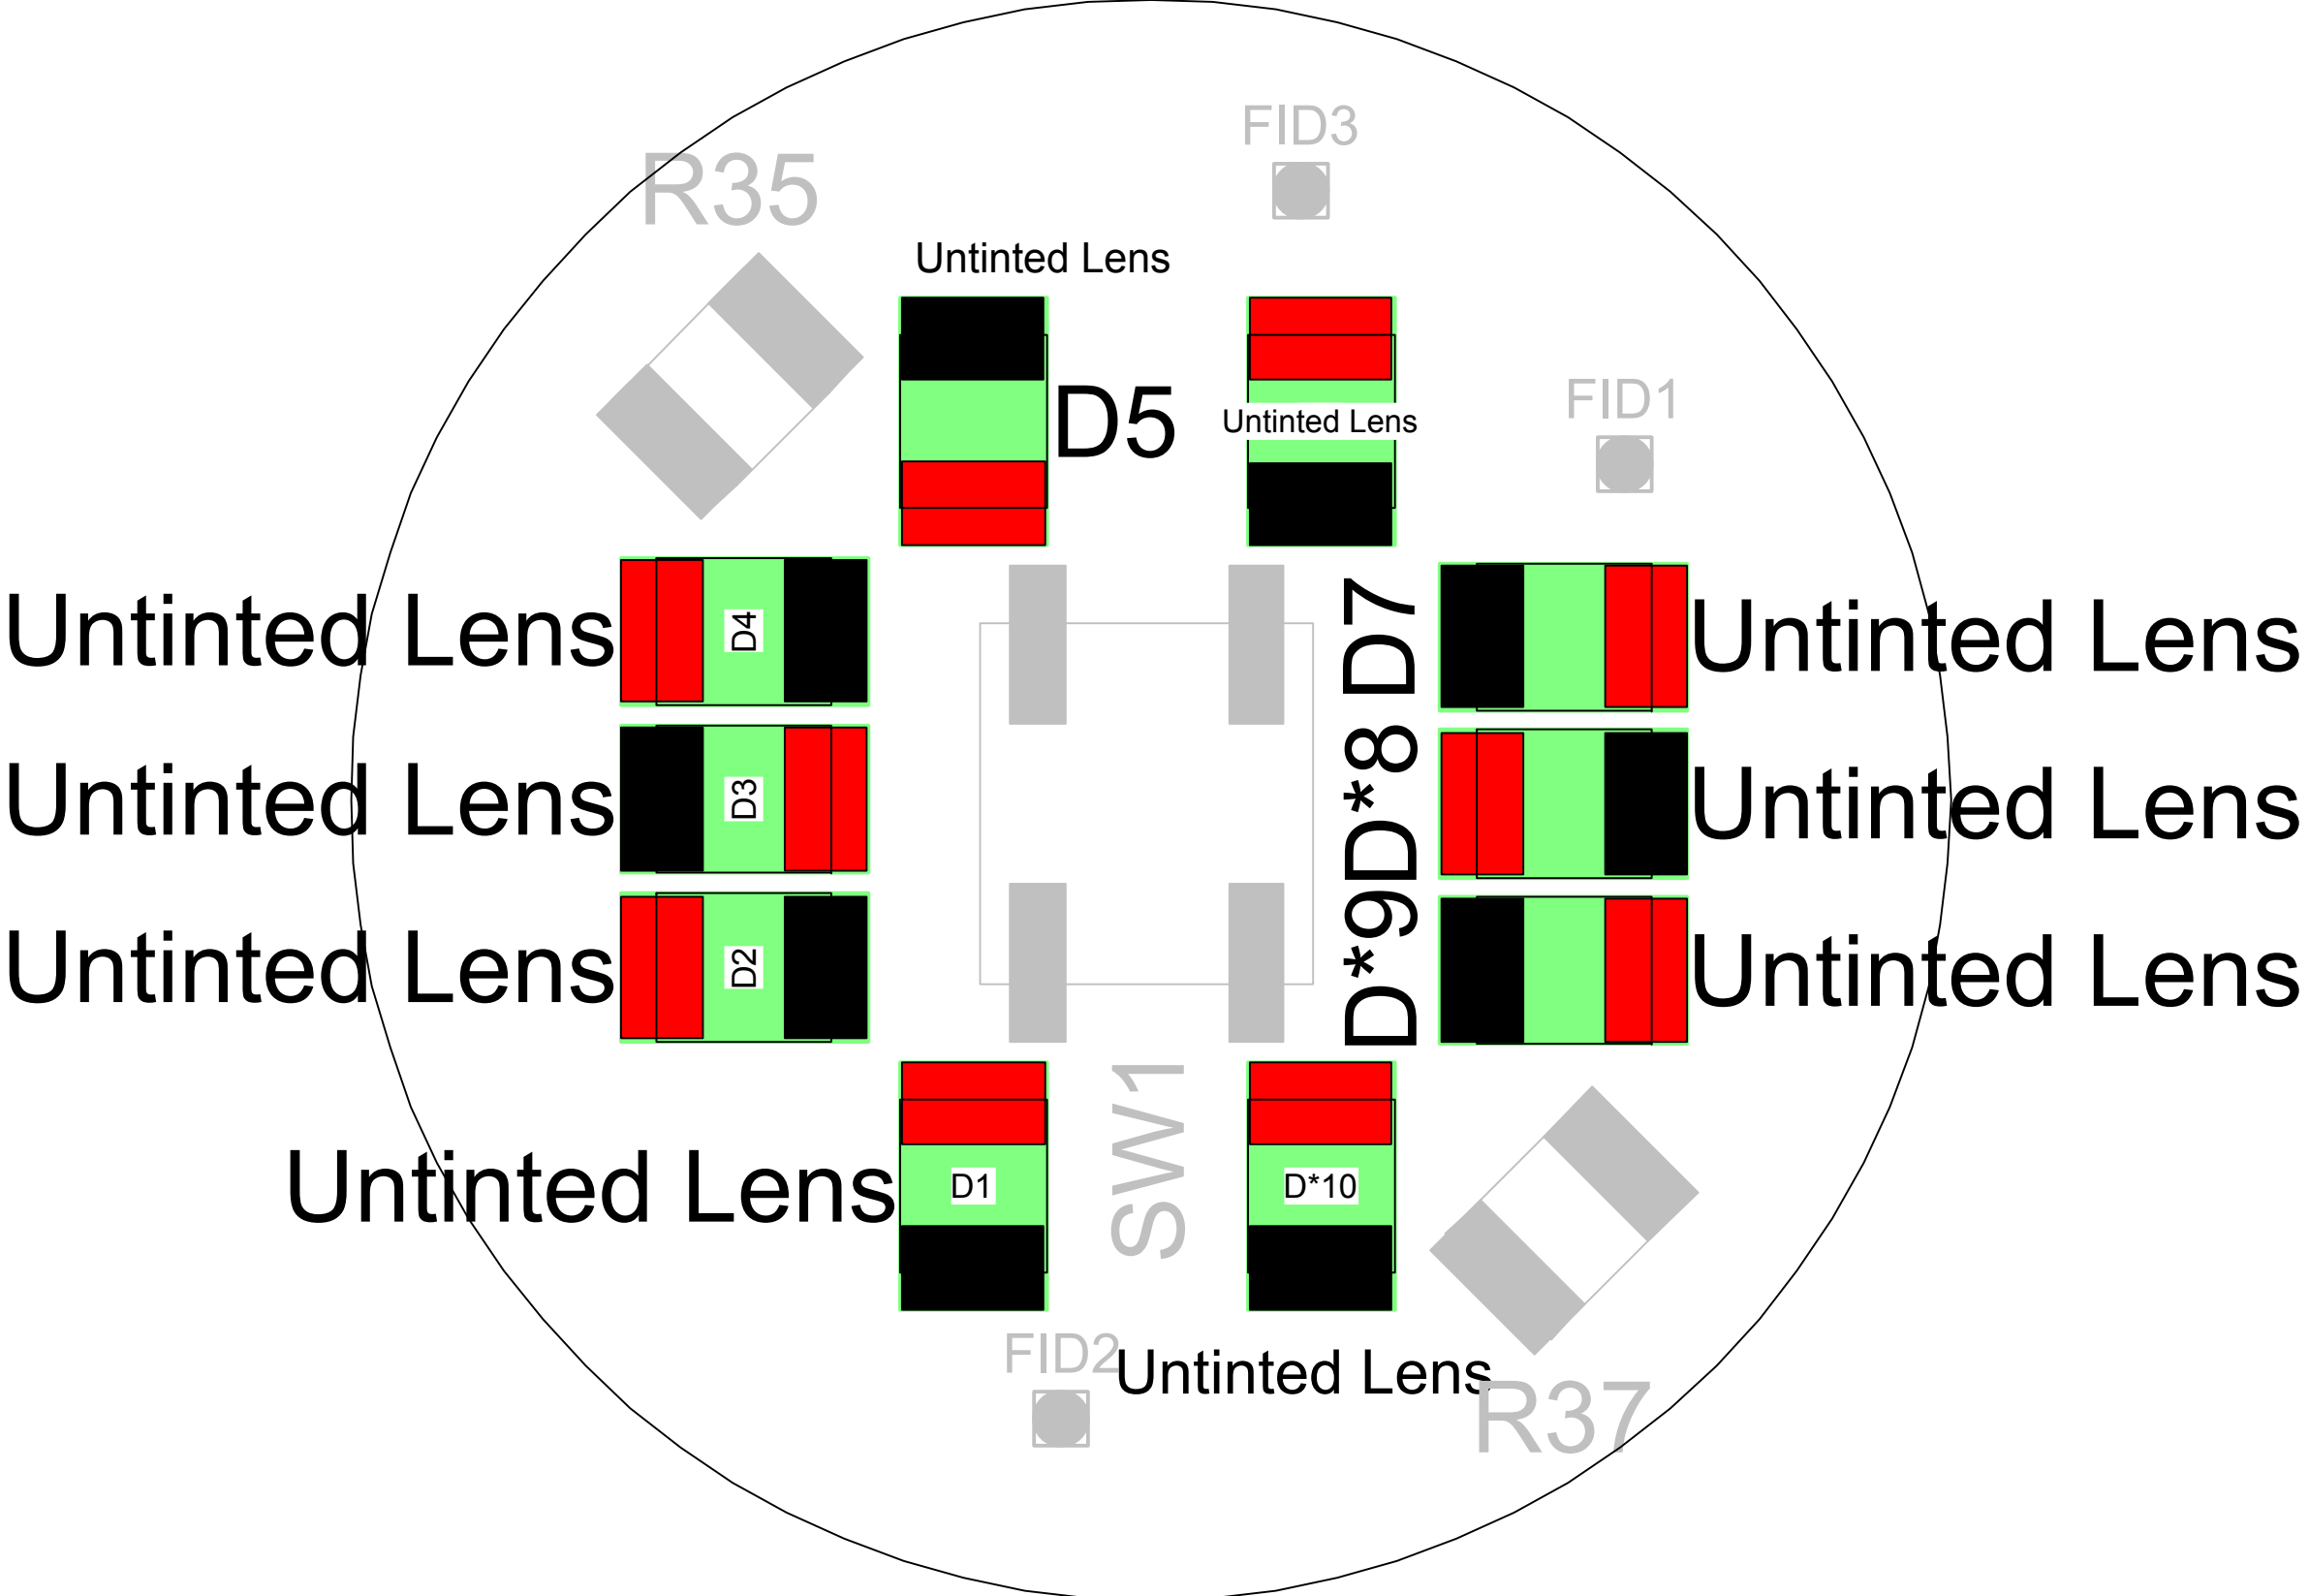 FID3
R35
Untinted Lens
FID1
D5
Untinted Lens
Untinted Lens
D4
D7
Untinted Lens
Untinted Lens
D3
D*8
Untinted Lens
Untinted Lens
D2
D*9
Untinted Lens
Untinted Lens
D1
SW1
D*10
FID2
Untinted Lens
R37